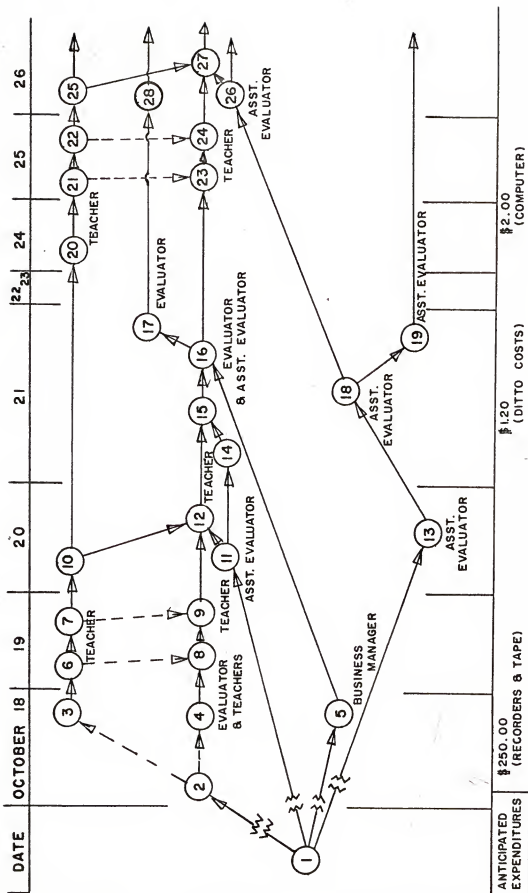 DATE OCTOBER 18 19 20 21 22 23 24 25 26
3 6 7 10 20 21 22 25
TEACHER
TEACHER
17 28
EVALUATOR
2 4 8 9 12 15 16 23 24 27
EVALUATOR
& TEACHERS
TEACHER
TEACHER
EVALUATOR
& ASST. EVALUATOR
TEACHER
11 14 26
ASST. EVALUATOR
ASST.
EVALUATOR
1 5 18 19
BUSINESS
MANAGER
ASST.
EVALUATOR
ASST. EVALUATOR
13
ASST.
EVALUATOR
ANTICIPATED
EXPENDITURES
$250.00
(RECORDERS & TAPE)
$1.20
(DITTO COSTS)
$2.00
(COMPUTER)